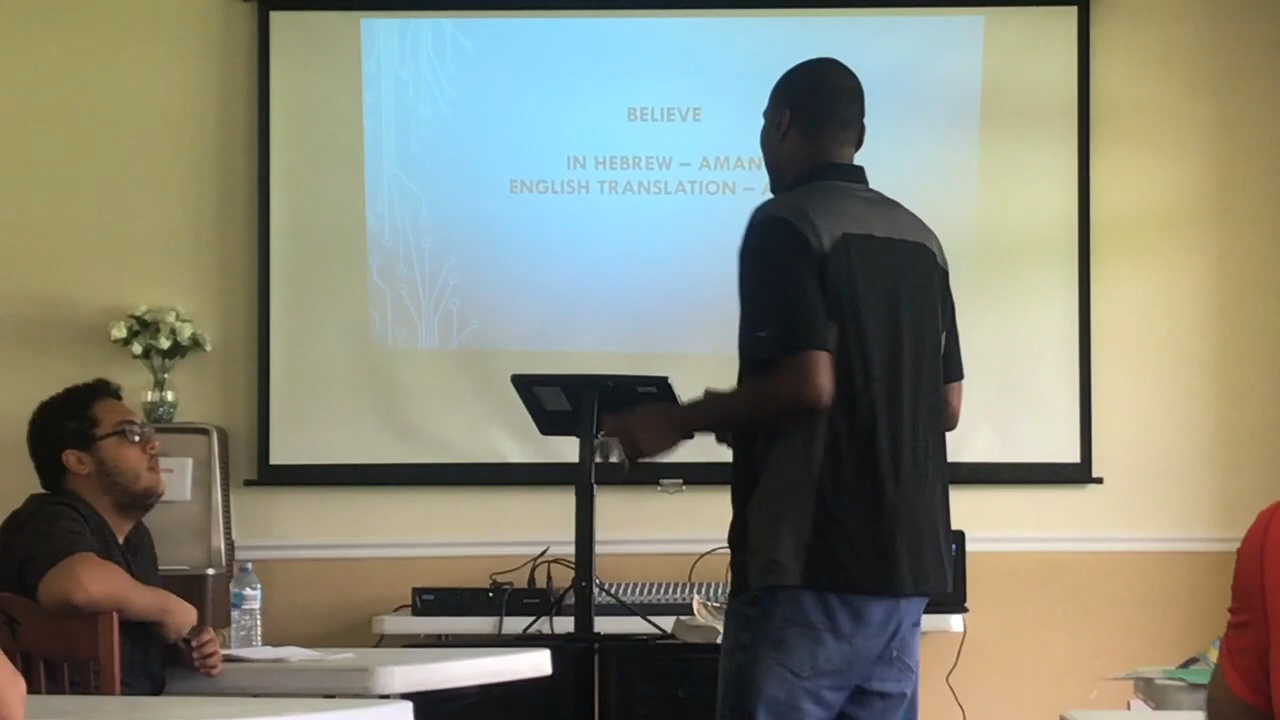 BELIEVE
IN HEBREW – AMAN
ENGLISH TRANSLATION –